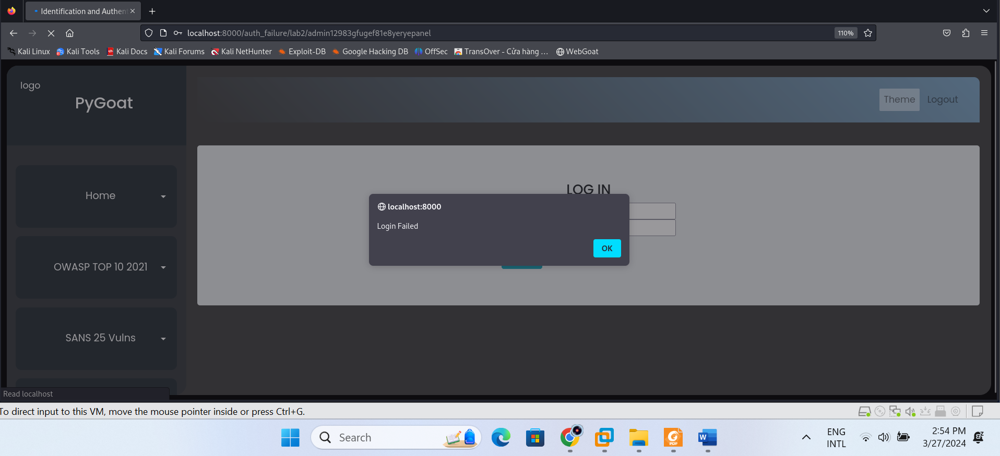 Identification and Authen
localhost:8000/auth_failure/lab2/admin12983gfugef81e8yeryepanel
110%
Kali Linux Kali Tools Kali Docs Kali Forums Kali NetHunter Exploit-DB Google Hacking DB OffSec TransOver - Cửa hàng ... WebGoat
logo
PyGoat
Theme Logout
Home
OWASP TOP 10 2021
SANS 25 Vulns
LOG IN
localhost:8000
Login Failed
OK
Read localhost
To direct input to this VM, move the mouse pointer inside or press Ctrl+G.
Search
PDF
W
ENG
INTL
2:54 PM
3/27/2024